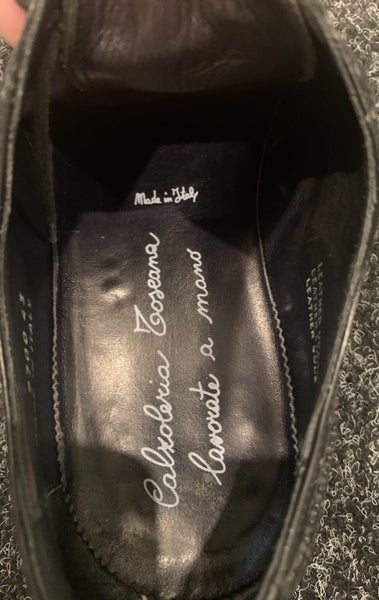 Made in Italy
Calzoleria Toscana
lavorate a mano